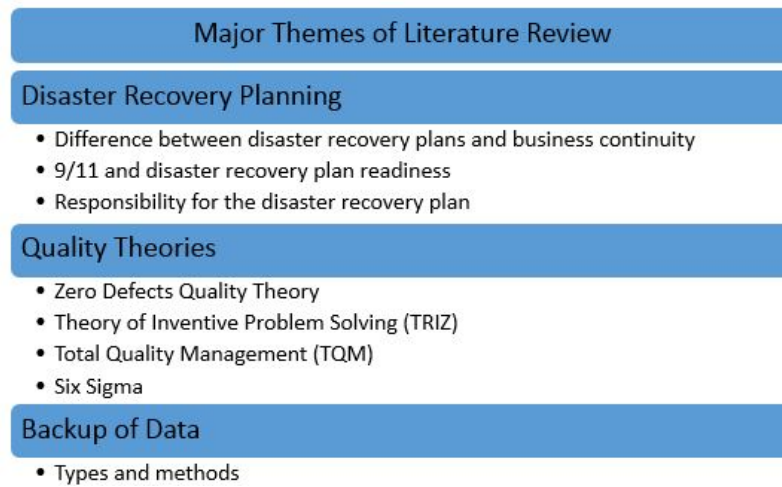 Major Themes of Literature Review
Disaster Recovery Planning
• Difference between disaster recovery plans and business continuity
• 9/11 and disaster recovery plan readiness
• Responsibility for the disaster recovery plan
Quality Theories
• Zero Defects Quality Theory
• Theory of Inventive Problem Solving (TRIZ)
• Total Quality Management (TQM)
• Six Sigma
Backup of Data
• Types and methods